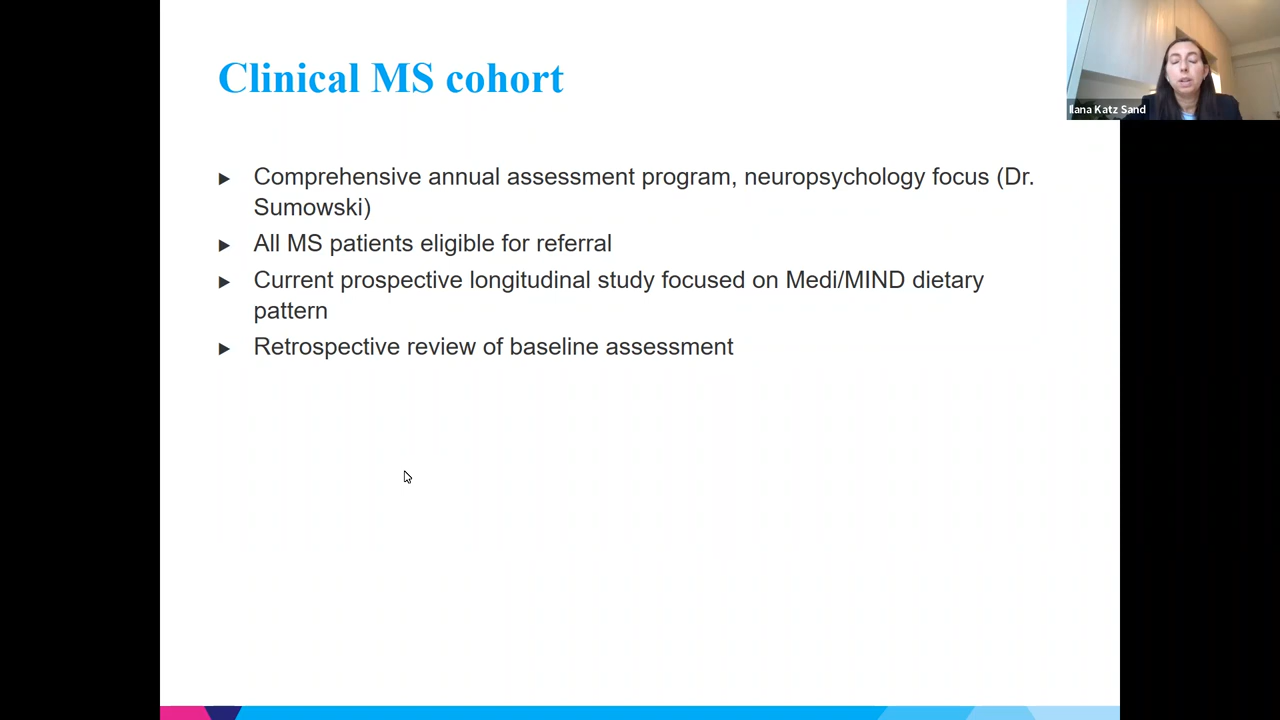 Clinical MS cohort
Ilana Katz Sand
Comprehensive annual assessment program, neuropsychology focus (Dr.
Sumowski)
All MS patients eligible for referral
Current prospective longitudinal study focused on Medi/MIND dietary
pattern
Retrospective review of baseline assessment